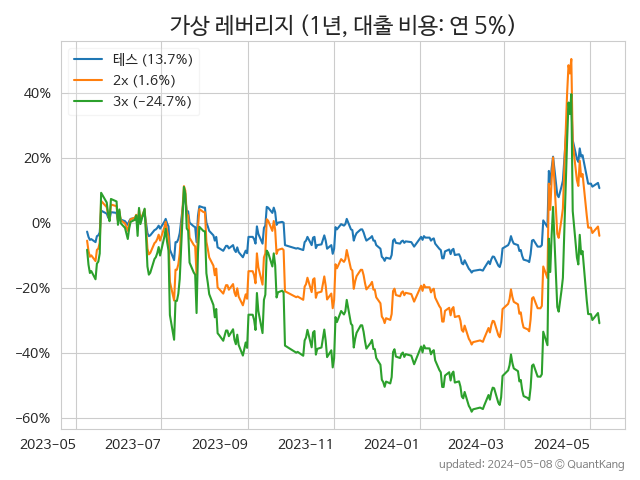 가상 레버리지 (1년, 대출 비용: 연 5%)
테스 (13.7%)
2x (1.6%)
3x (−24.7%)
40%
20%
0%
−20%
−40%
−60%
2023-05 2023-07 2023-09 2023-11 2024-01 2024-03 2024-05
updated: 2024-05-08 © QuantKang